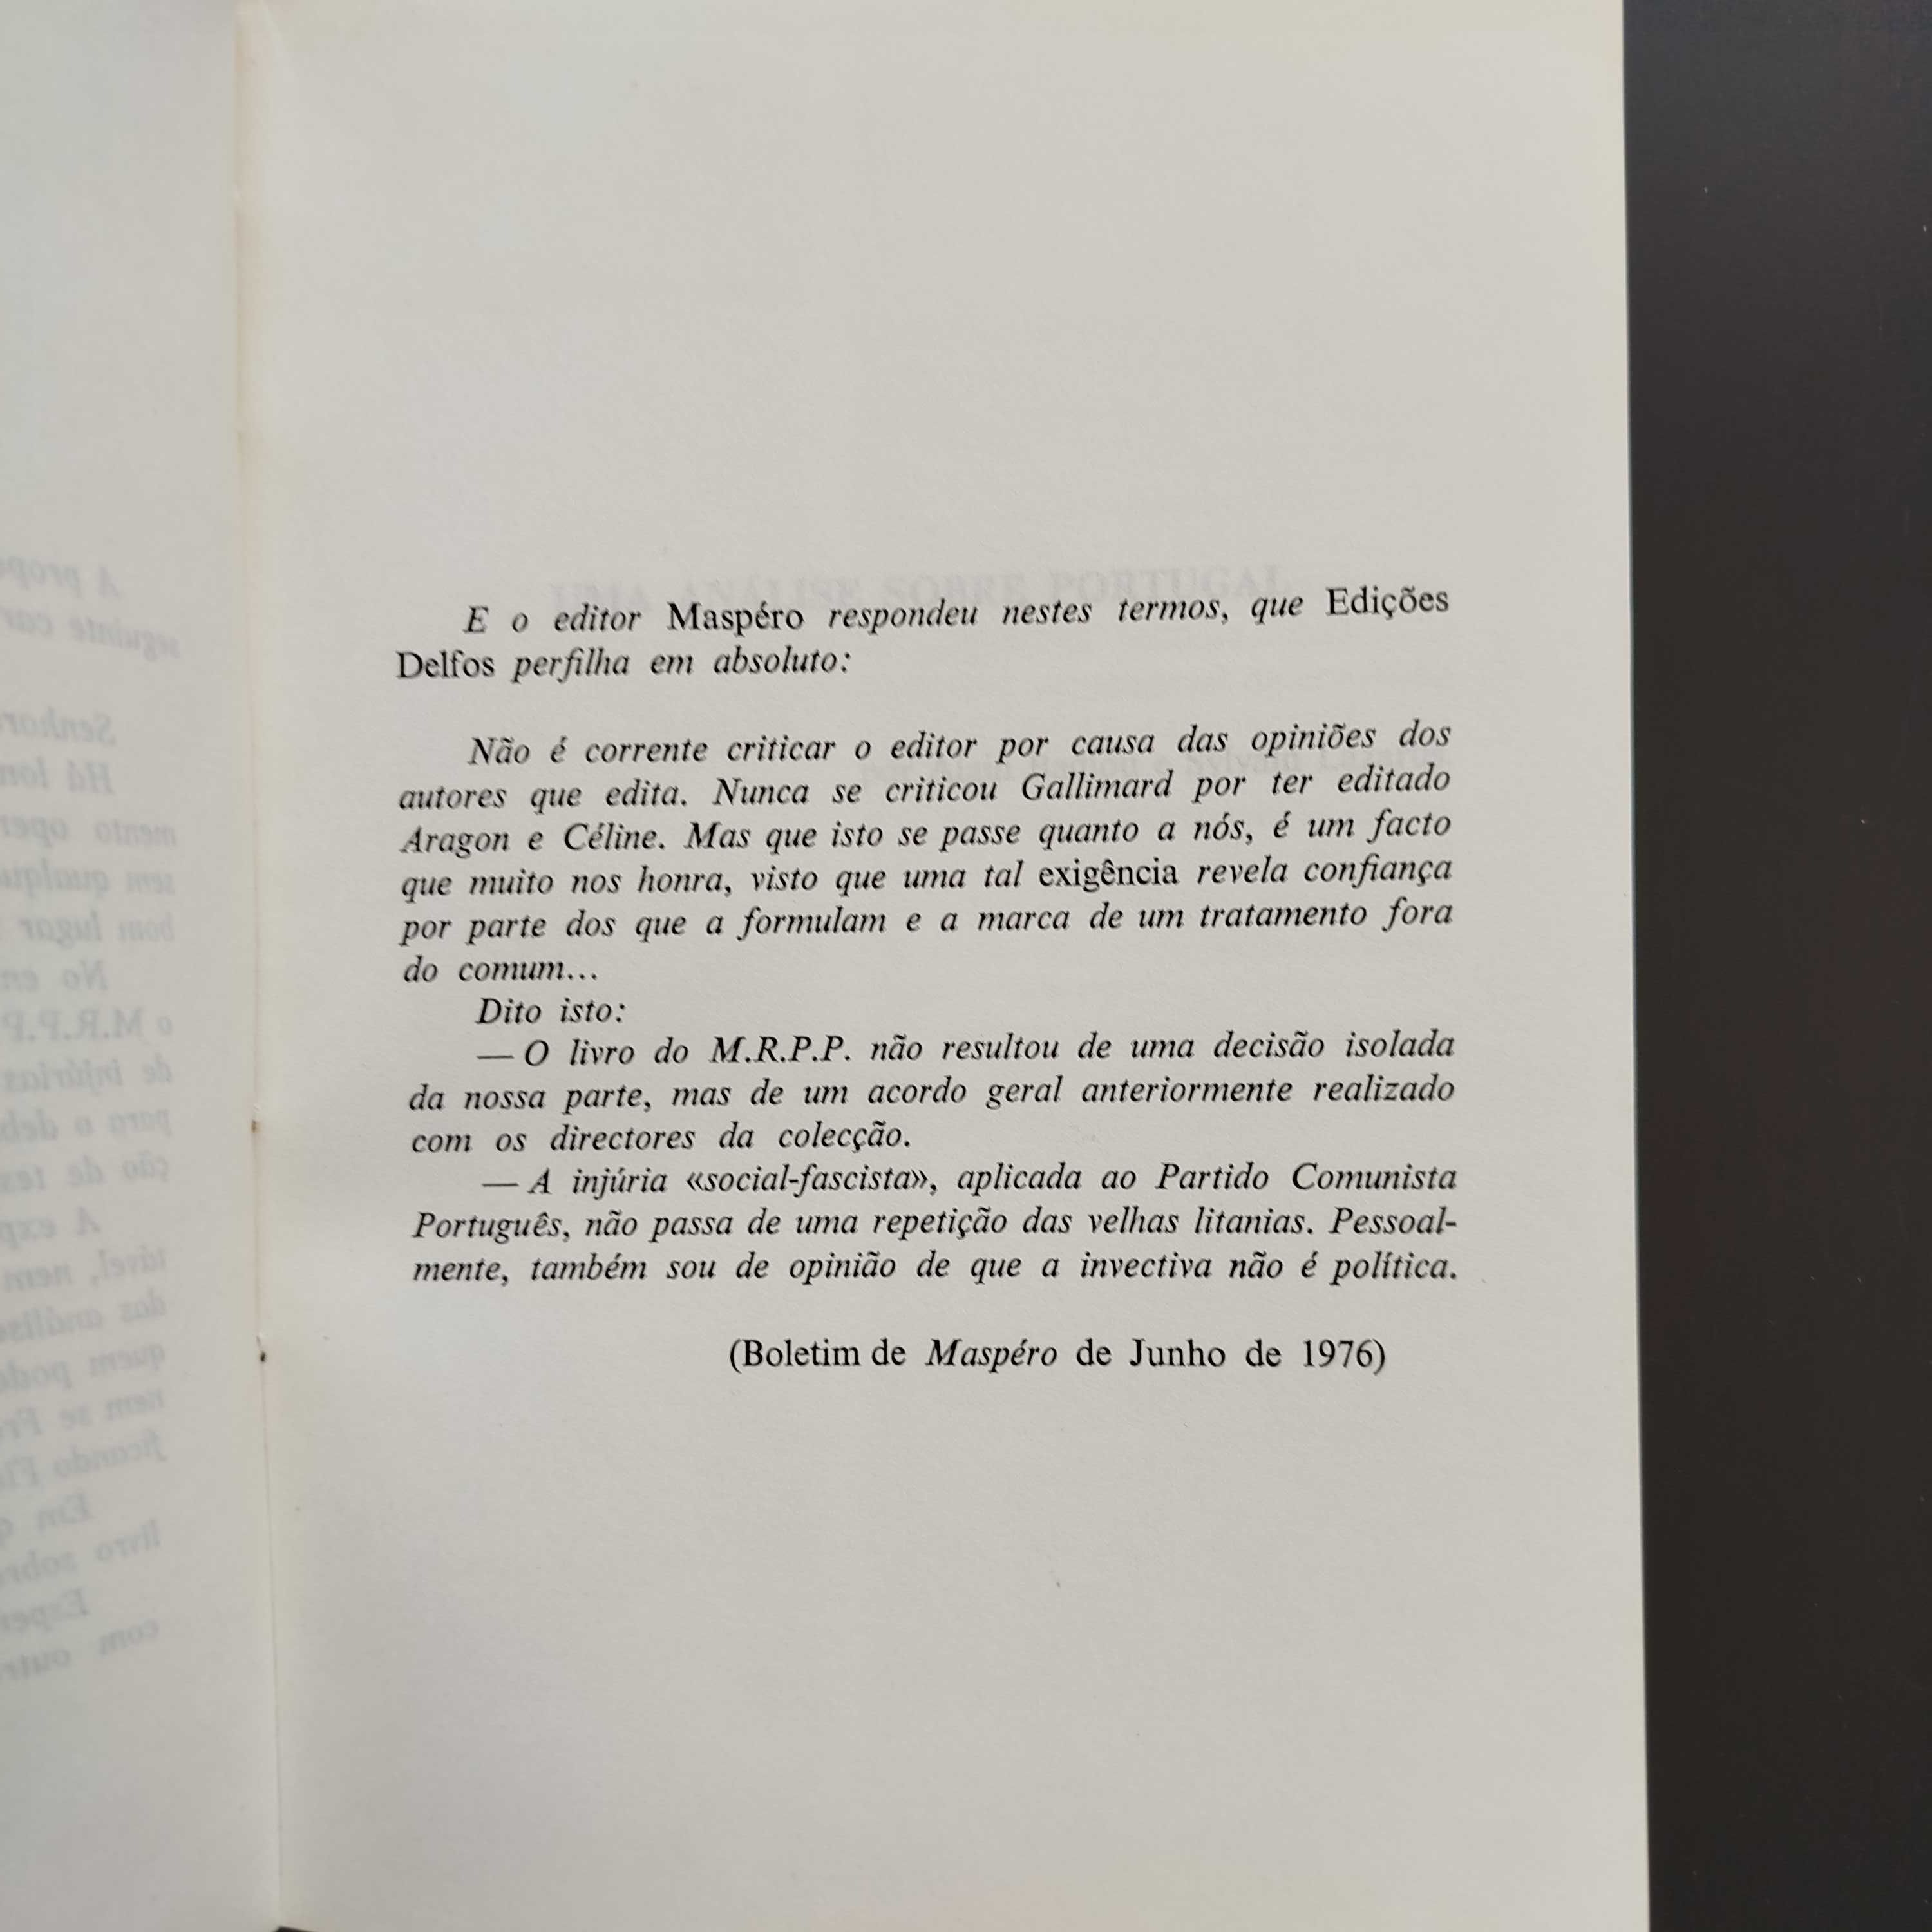 E o editor Maspéro respondeu nestes termos, que Edições
Delfos perfilha em absoluto:
Não é corrente criticar o editor por causa das opiniões dos
autores que edita. Nunca se criticou Gallimard por ter editado
Aragon e Céline. Mas que isto se passe quanto a nós, é um facto
que muito nos honra, visto que uma tal exigência revela confiança
por parte dos que a formulam e a marca de um tratamento fora
do comum...
Dito isto:
— O livro do M.R.P.P. não resultou de uma decisão isolada
da nossa parte, mas de um acordo geral anteriormente realizado
com os directores da colecção.
— A injúria «social-fascista», aplicada ao Partido Comunista
Português, não passa de uma repetição das velhas litanias. Pessoal-
mente, também sou de opinião de que a invectiva não é política.
(Boletim de Maspéro de Junho de 1976)